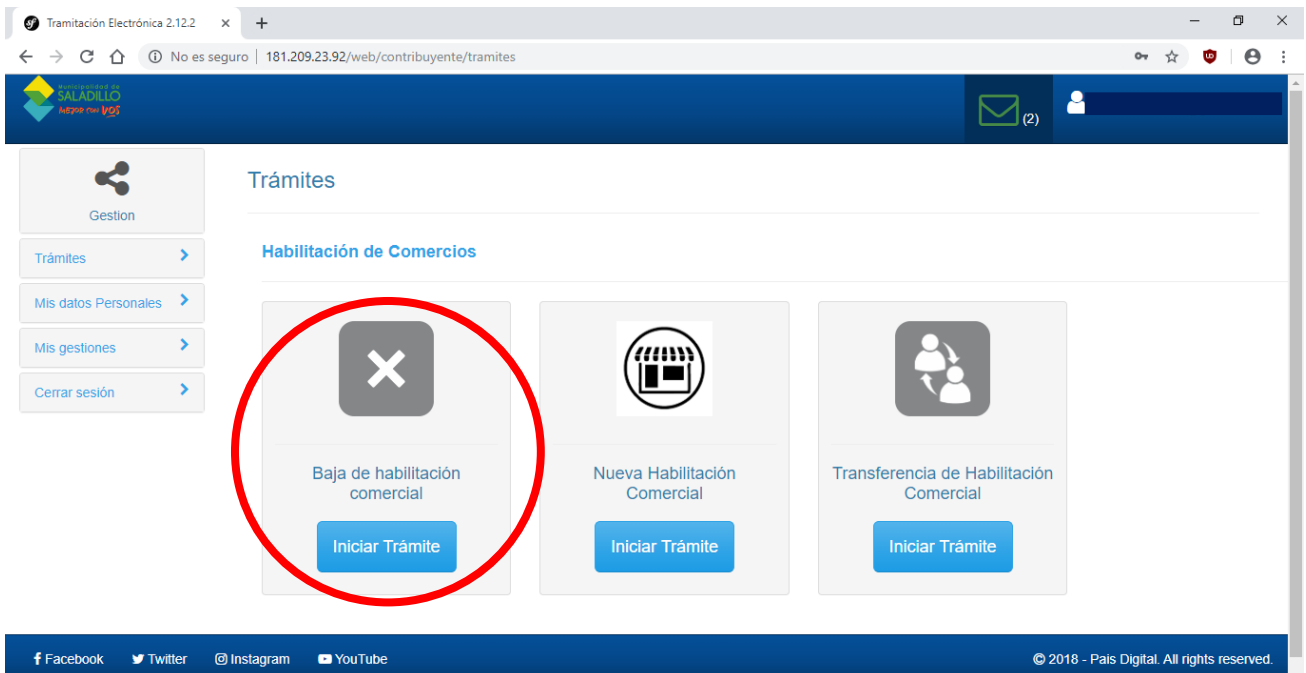 Tramitación Electrónica 2.12.2
No es seguro | 181.209.23.92/web/contribuyente/tramites
Municipalidad de
SALADILLO
MEJOR CON VOS
(2)
Gestion
Trámites
Mis datos Personales
Mis gestiones
Cerrar sesión
Trámites
Habilitación de Comercios
Baja de habilitación
comercial
Iniciar Trámite
Nueva Habilitación
Comercial
Iniciar Trámite
Transferencia de Habilitación
Comercial
Iniciar Trámite
Facebook Twitter Instagram YouTube
© 2018 - Pais Digital. All rights reserved.